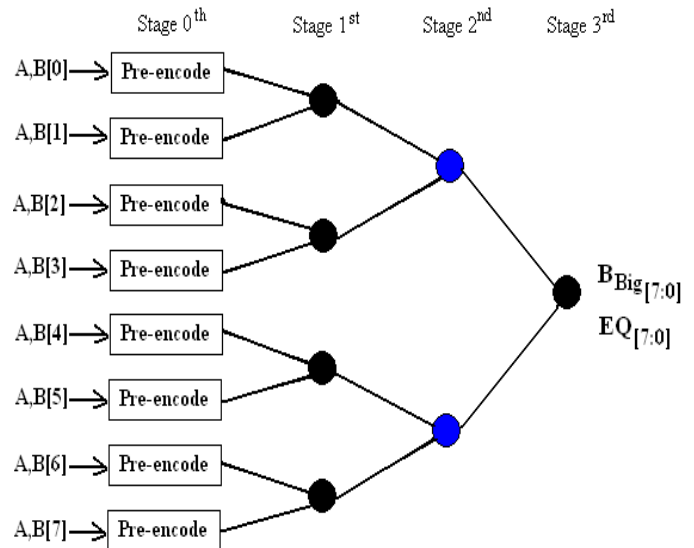 Stage 0th Stage 1st Stage 2nd Stage 3rd
A,B[0] Pre-encode
A,B[1] Pre-encode
A,B[2] Pre-encode
A,B[3] Pre-encode
BBig[7:0]
EQ[7:0]
A,B[4] Pre-encode
A,B[5] Pre-encode
A,B[6] Pre-encode
A,B[7] Pre-encode